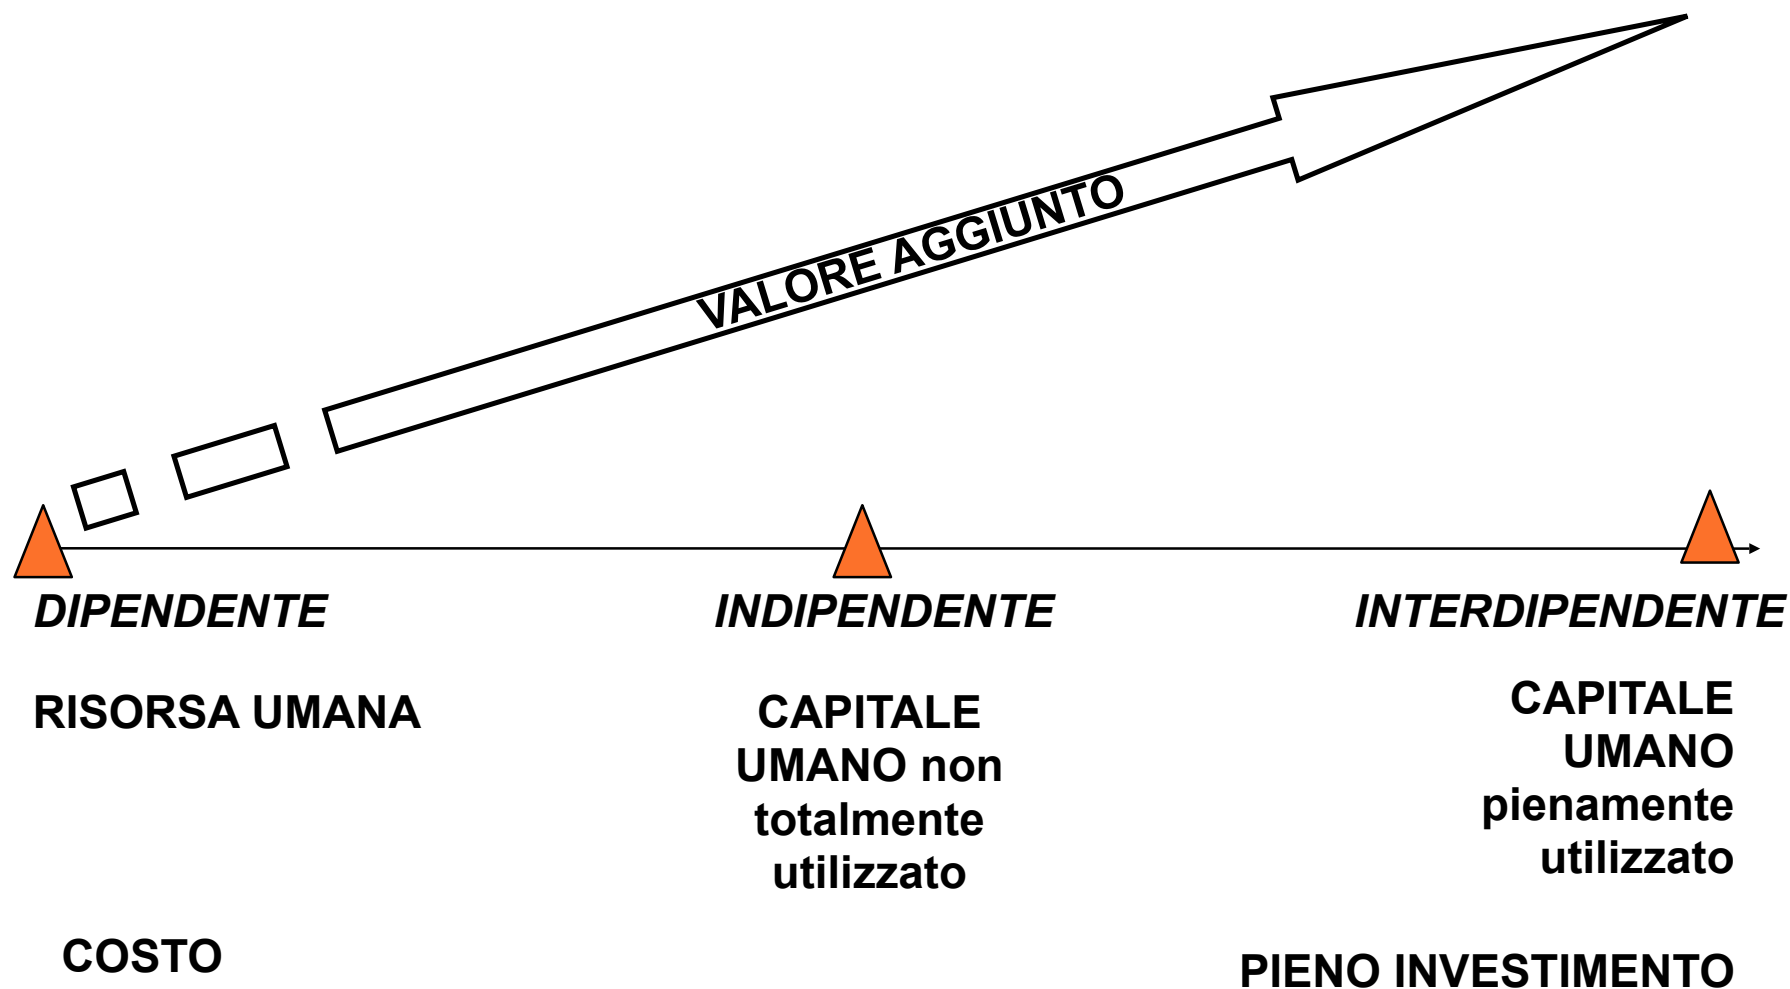 VALORE AGGIUNTO
DIPENDENTE
INDIPENDENTE
INTERDIPENDENTE
RISORSA UMANA
CAPITALE
UMANO non
totalmente
utilizzato
CAPITALE
UMANO
pienamente
utilizzato
COSTO
PIENO INVESTIMENTO